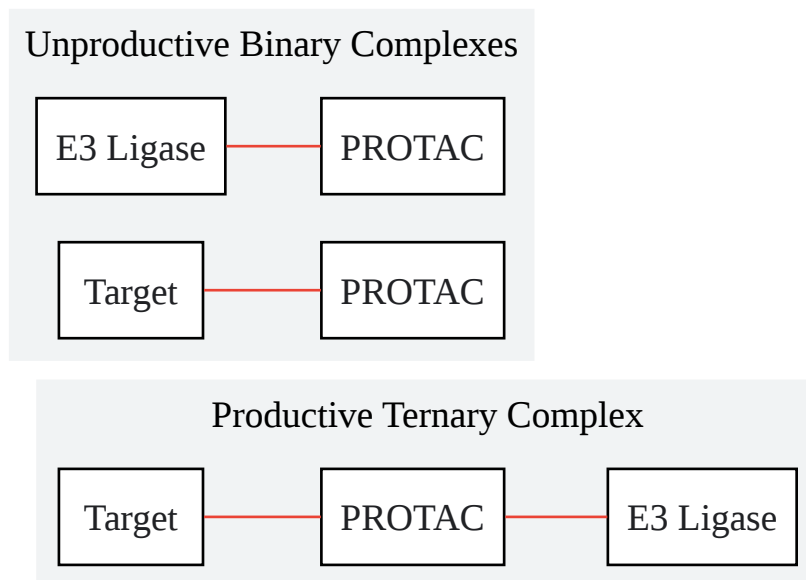 Unproductive Binary Complexes
E3 Ligase PROTAC
Target PROTAC
Productive Ternary Complex
Target PROTAC E3 Ligase